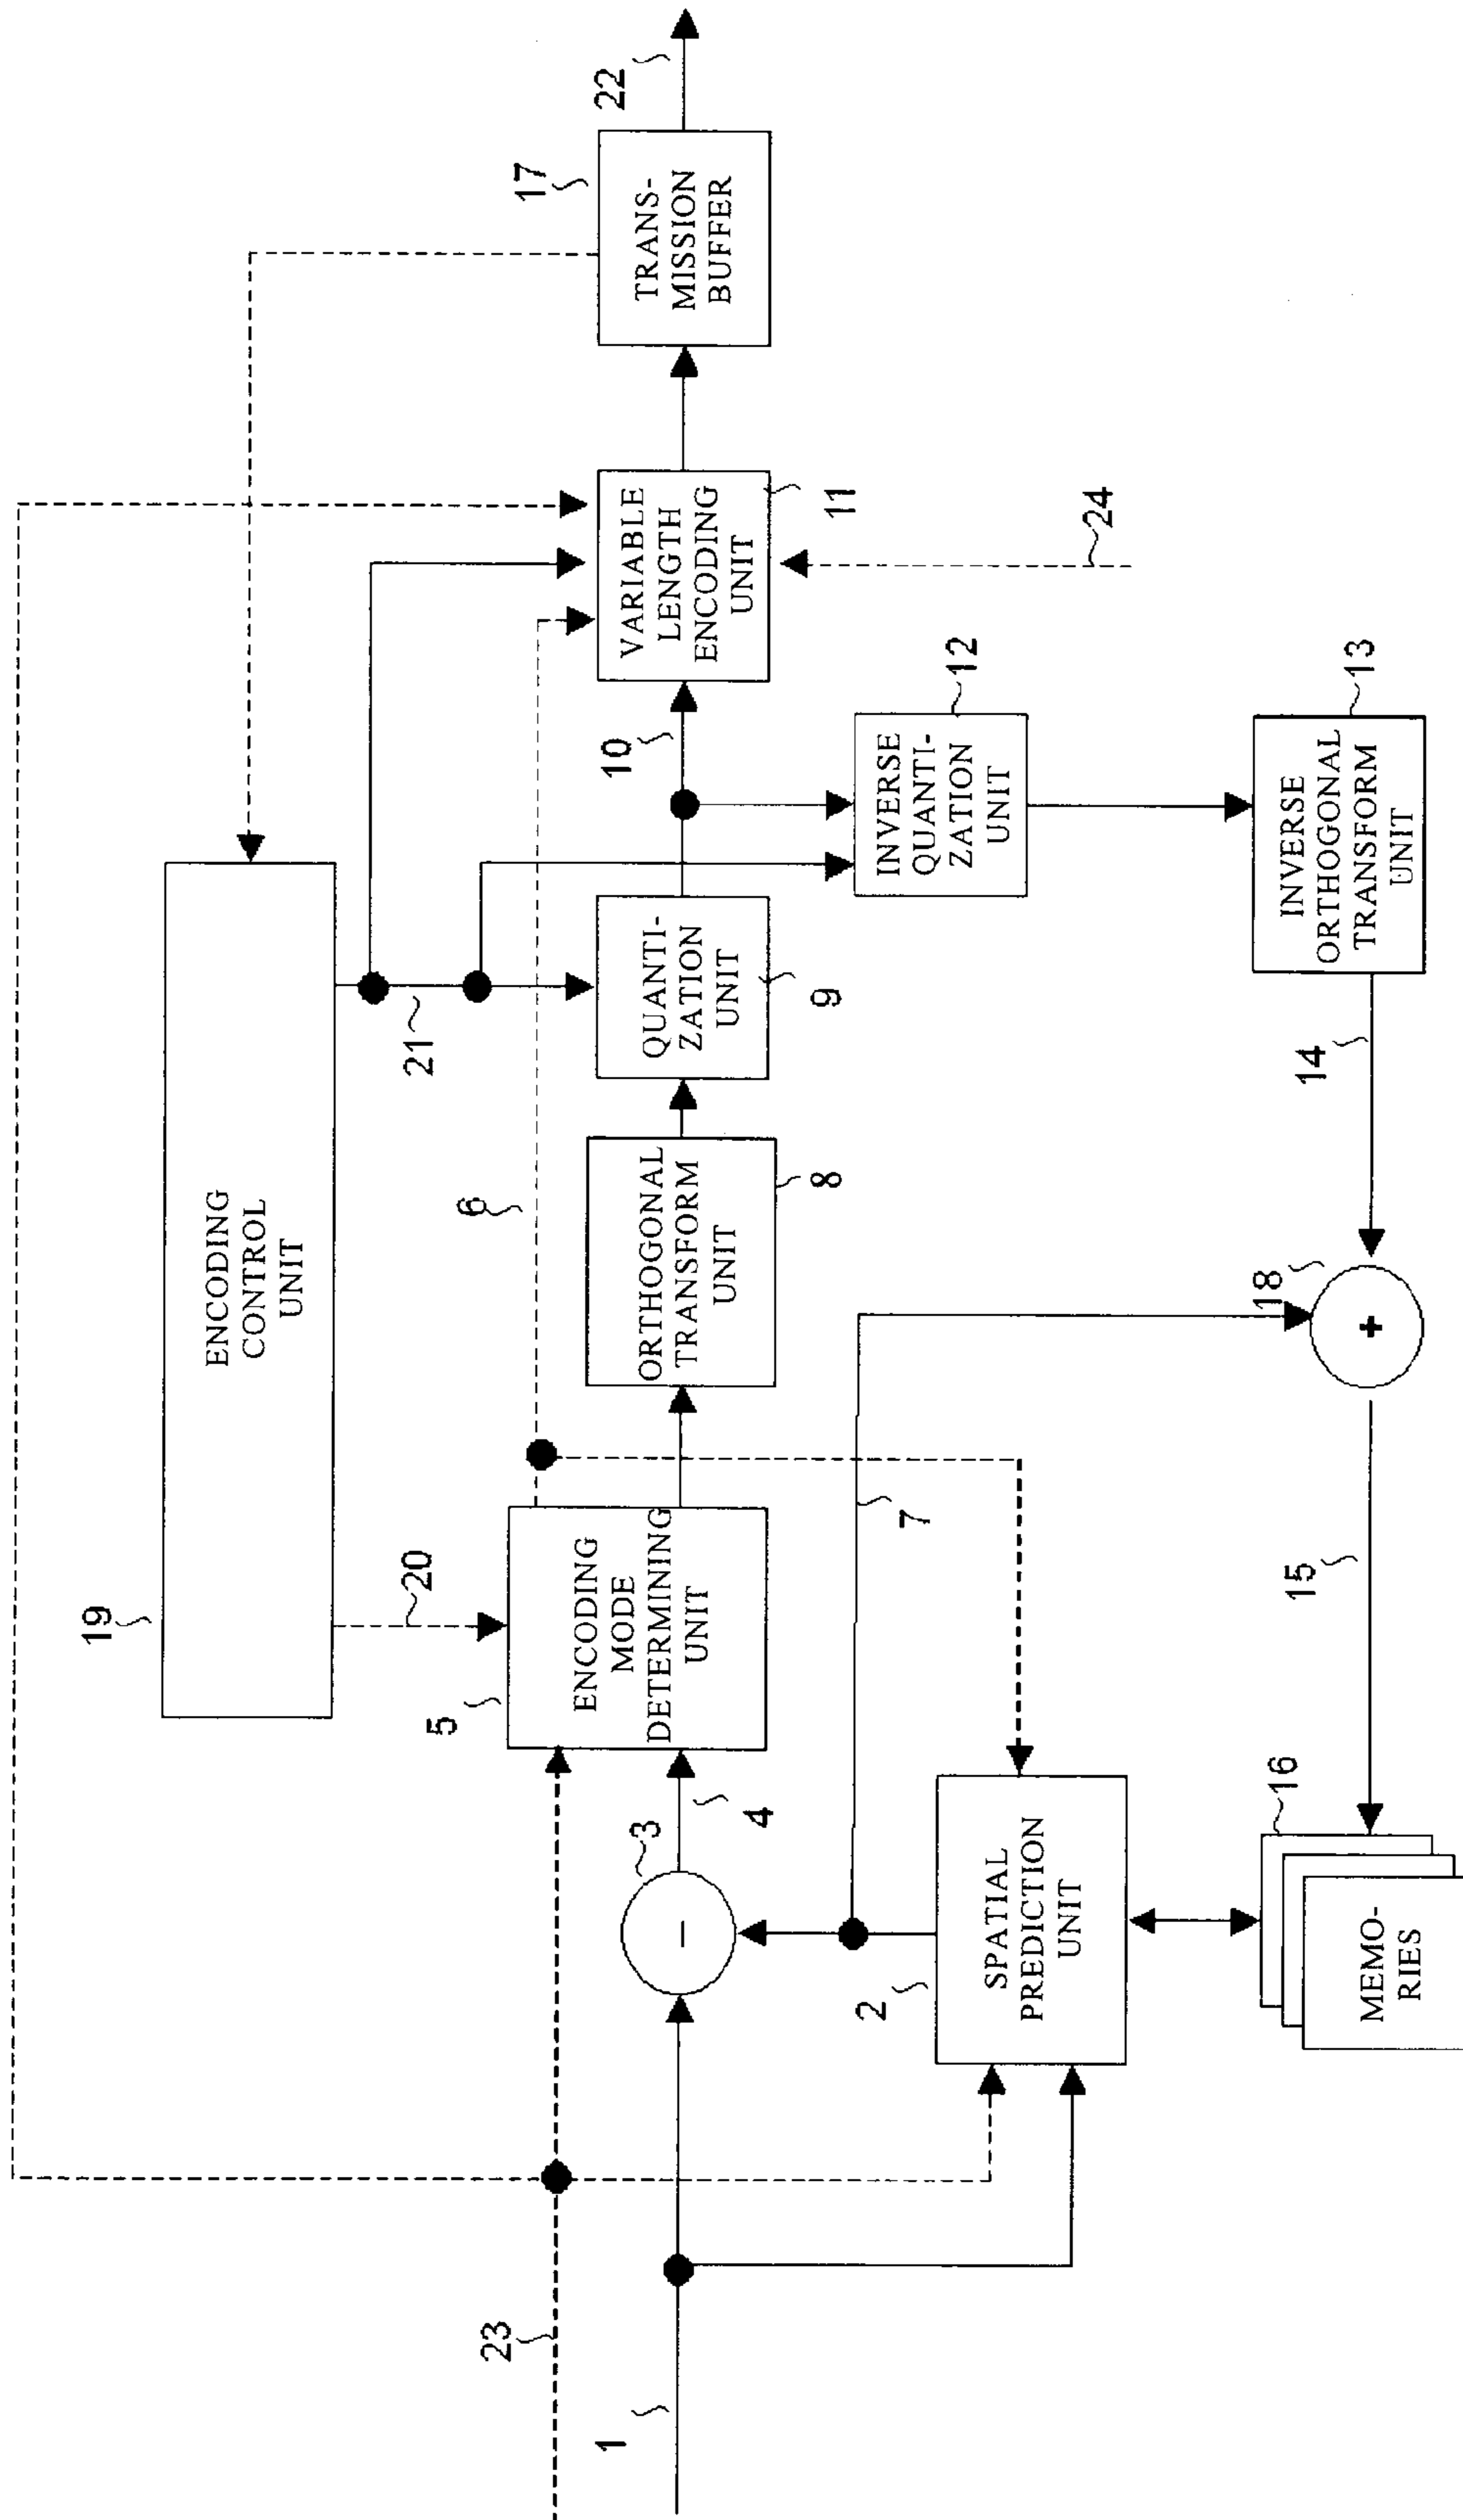 19
ENCODING
CONTROL
UNIT
17
TRANS-
MISSION
BUFFER
22
20
21
6
23
5
ENCODING
MODE
DETERMINING
UNIT
ORTHOGONAL
TRANSFORM
UNIT
8
QUANTI-
ZATION
UNIT
9
10
VARIABLE
LENGTH
ENCODING
UNIT
11
24
1
3
−
4
7
2
SPATIAL
PREDICTION
UNIT
INVERSE
QUANTI-
ZATION
UNIT
12
16
MEMO-
RIES
15
18
+
14
INVERSE
ORTHOGONAL
TRANSFORM
UNIT
13